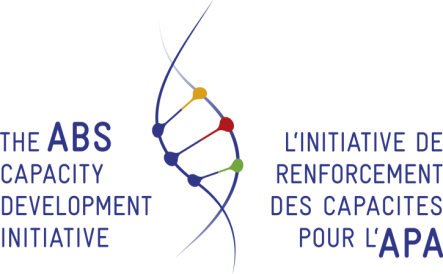 THE ABS
CAPACITY
DEVELOPMENT
INITIATIVE
L'INITIATIVE DE
RENFORCEMENT
DES CAPACITES
POUR L'APA